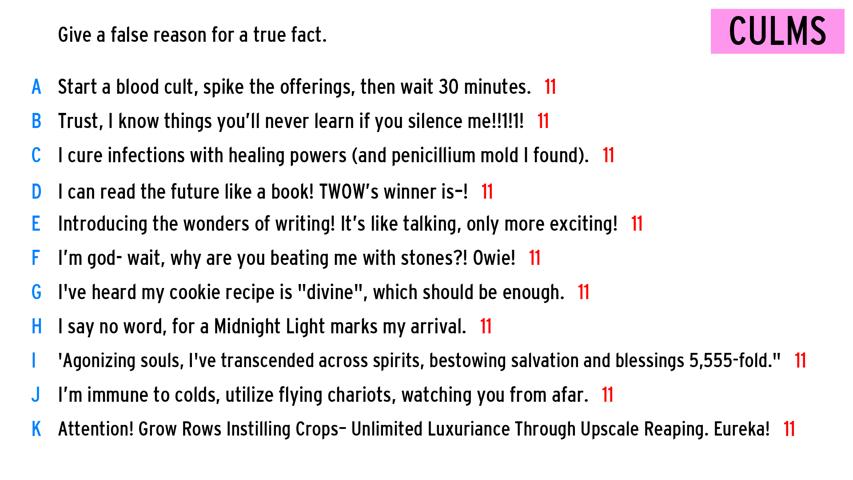 Give a false reason for a true fact.
CULMS
A Start a blood cult, spike the offerings, then wait 30 minutes. 11
B Trust, I know things you’ll never learn if you silence me!!1!1! 11
C I cure infections with healing powers (and penicillium mold I found). 11
D I can read the future like a book! TWOW’s winner is–! 11
E Introducing the wonders of writing! It’s like talking, only more exciting! 11
F I’m god- wait, why are you beating me with stones?! Owie! 11
G I've heard my cookie recipe is "divine", which should be enough. 11
H I say no word, for a Midnight Light marks my arrival. 11
I 'Agonizing souls, I've transcended across spirits, bestowing salvation and blessings 5,555-fold." 11
J I’m immune to colds, utilize flying chariots, watching you from afar. 11
K Attention! Grow Rows Instilling Crops– Unlimited Luxuriance Through Upscale Reaping. Eureka! 11